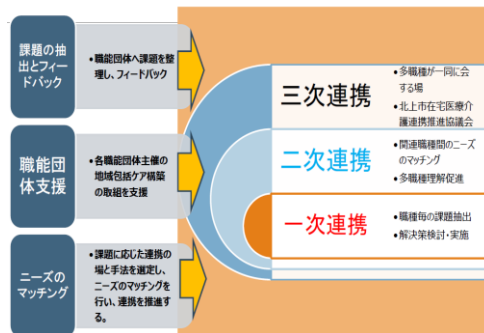 課題の抽
出とフィー
ドバック
•職能団体へ課題を整
理し、フィードバック
職能団
体支援
•各職能団体主催の
地域包括ケア構築
の取組を支援
ニーズの
マッチング
•課題に応じた連携の
場と手法を選定し、
ニーズのマッチングを
行い、連携を推進する。
三次連携
•多職種が一同に会
する場
•北上市在宅医療介
護連携推進協議会
二次連携
•関連職種間のニーズ
のマッチング
•多職種理解促進
一次連携
•職種毎の課題抽出
•解決策検討・実施